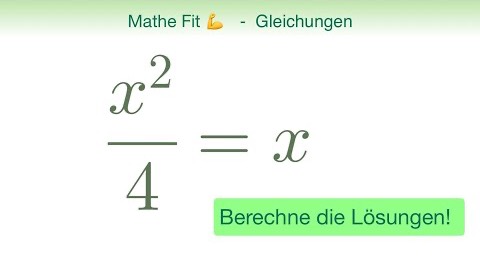 Mathe Fit 💪 - Gleichungen
x²/4 = x
Berechne die Lösungen!